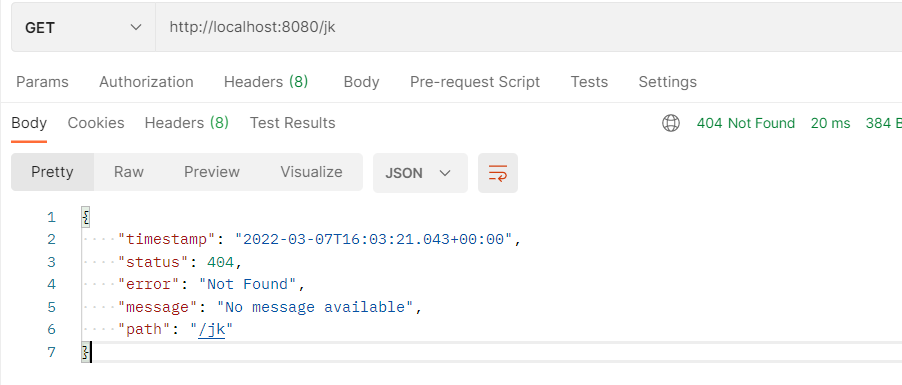 GET http://localhost:8080/jk
Params Authorization Headers (8) Body Pre-request Script Tests Settings
Body Cookies Headers (8) Test Results 404 Not Found 20 ms 384 B
Pretty Raw Preview Visualize JSON
1 {
2 "timestamp": "2022-03-07T16:03:21.043+00:00",
3 "status": 404,
4 "error": "Not Found",
5 "message": "No message available",
6 "path": "/jk"
7 }